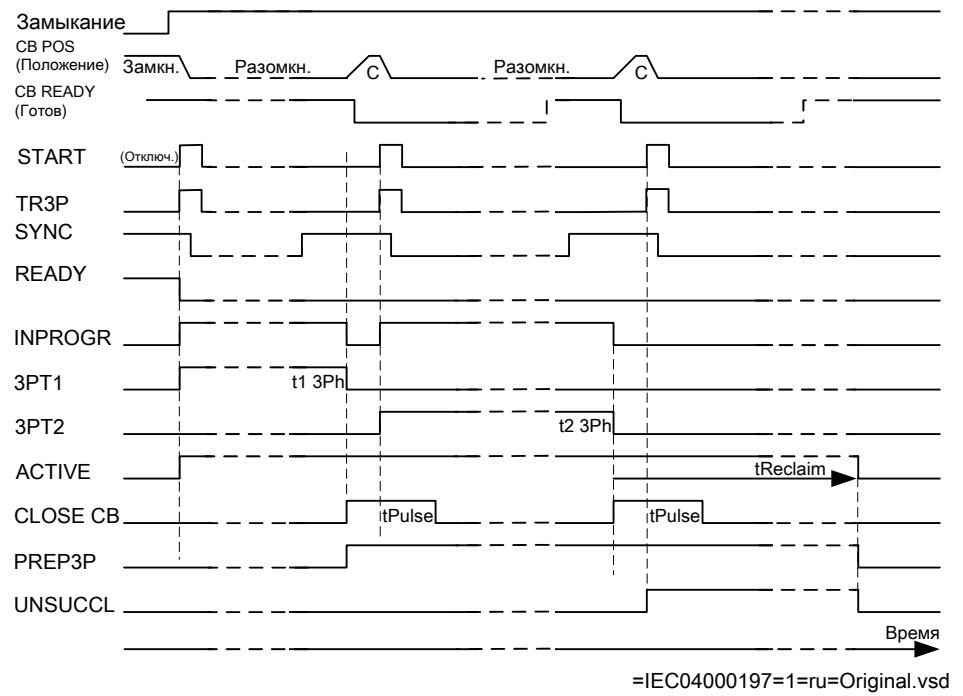 Замыкание
CB POS
(Положение) Замкн. Разомкн. C Разомкн. C
CB READY
(Готов)
START (Отключ.)
TR3P
SYNC
READY
INPROGR
3PT1 t1 3Ph
3PT2 t2 3Ph
ACTIVE tReclaim
CLOSE CB tPulse tPulse
PREP3P
UNSUCCL
Время
=IEC04000197=1=ru=Original.vsd